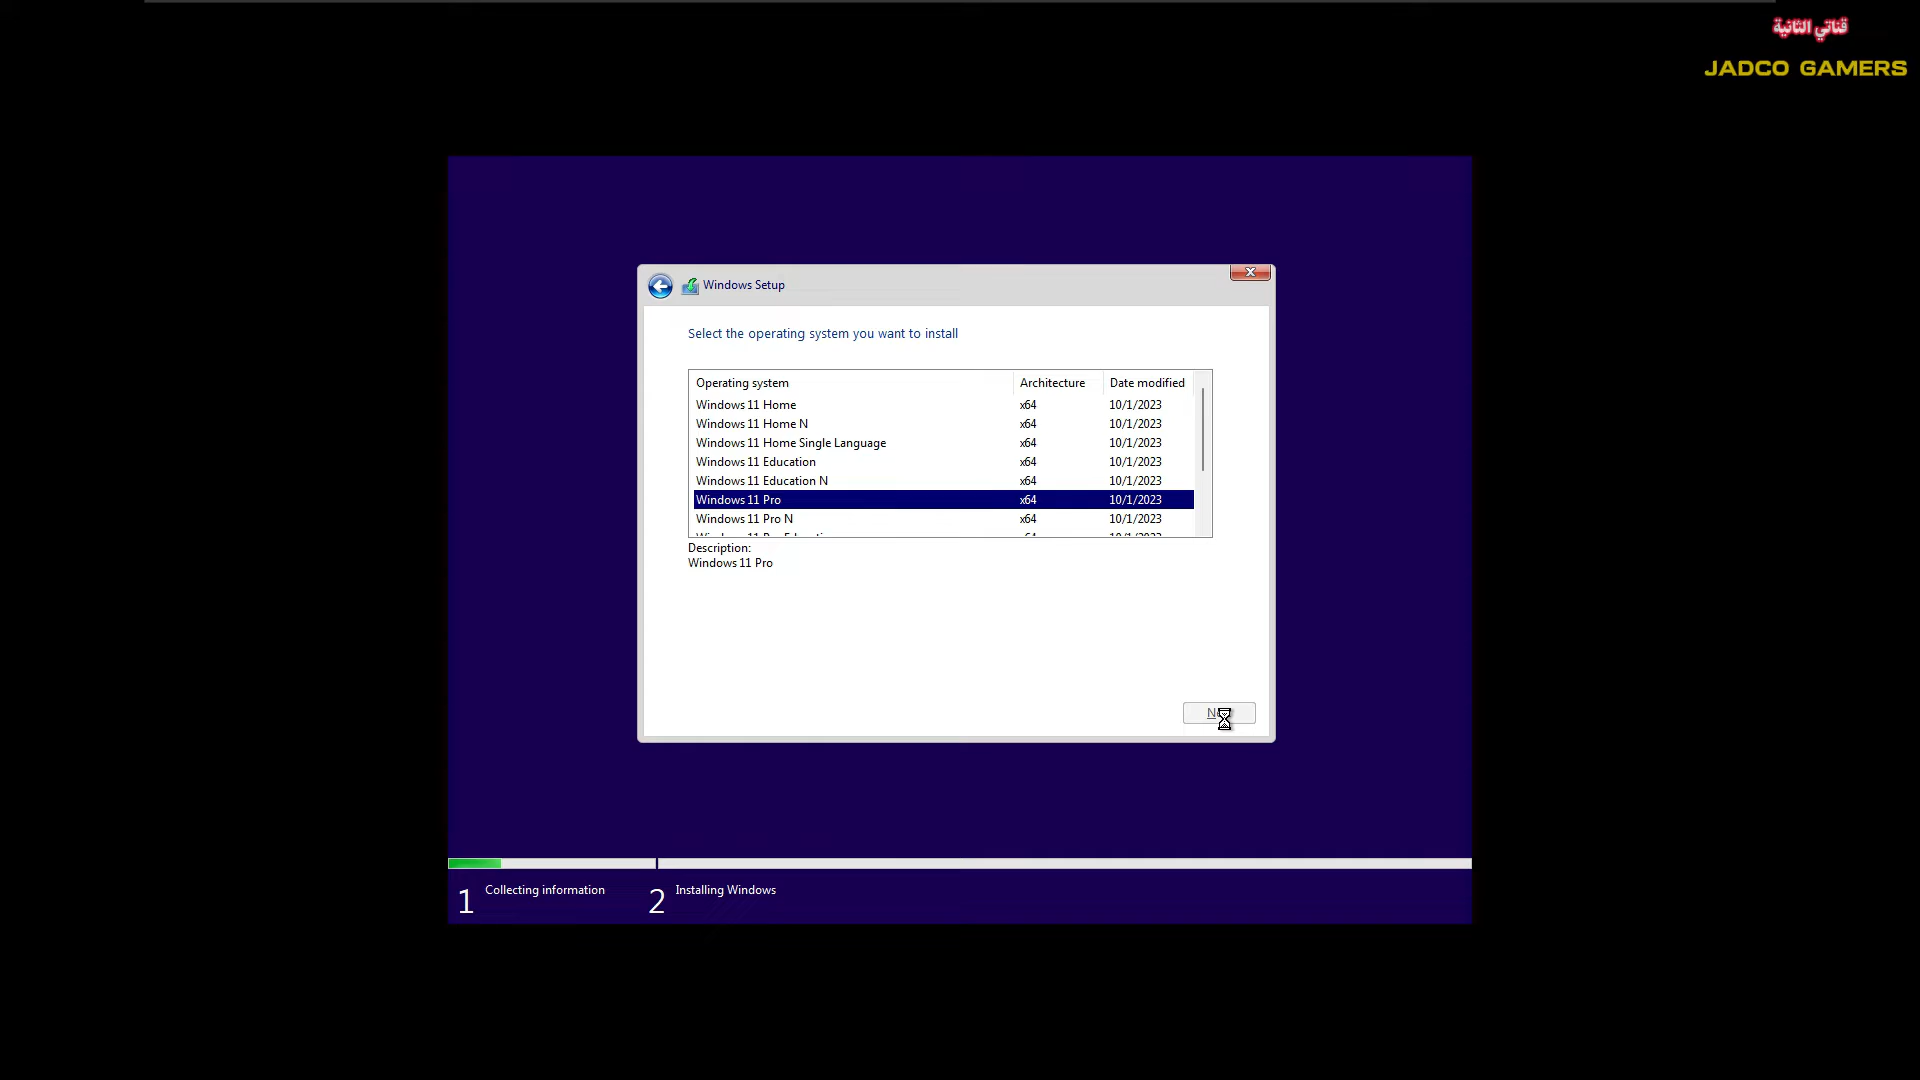 قناتي الثانية
JADCO GAMERS
Windows Setup
Select the operating system you want to install
Operating system Architecture Date modified
Windows 11 Home x64 10/1/2023
Windows 11 Home N x64 10/1/2023
Windows 11 Home Single Language x64 10/1/2023
Windows 11 Education x64 10/1/2023
Windows 11 Education N x64 10/1/2023
Windows 11 Pro x64 10/1/2023
Windows 11 Pro N x64 10/1/2023
Description:
Windows 11 Pro
1 Collecting information 2 Installing Windows